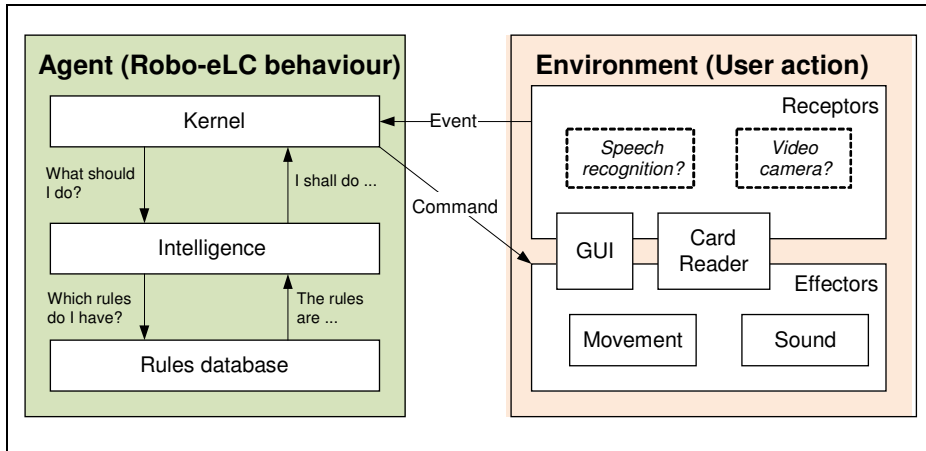 Agent (Robo-eLC behaviour)
Kernel
What should
I do?
I shall do ...
Intelligence
Which rules
do I have?
The rules
are ...
Rules database
Event
Command
Environment (User action)
Receptors
Speech
recognition?
Video
camera?
GUI
Card
Reader
Effectors
Movement
Sound